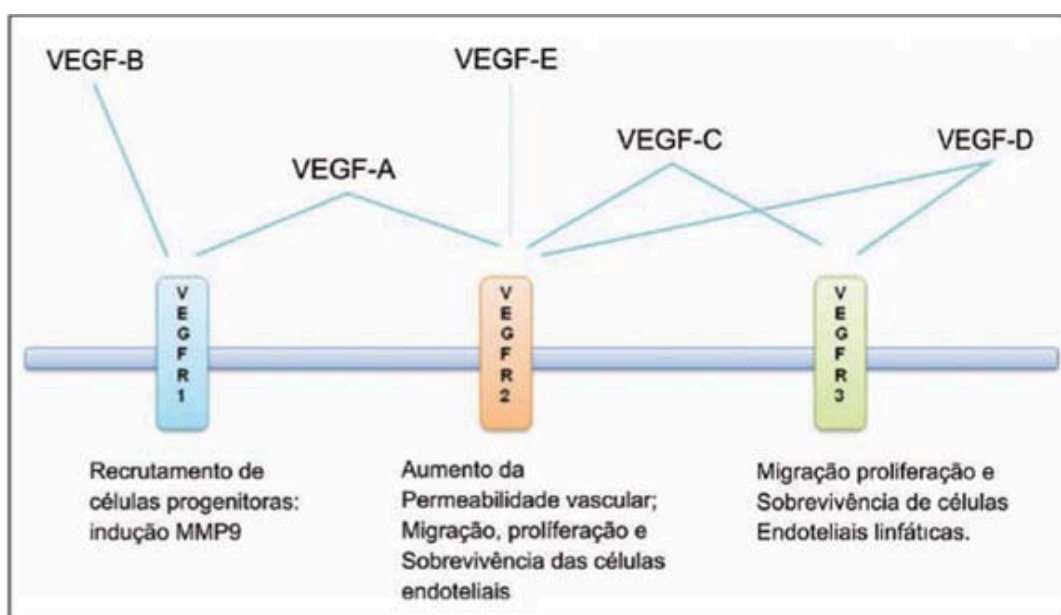 VEGF-B
VEGF-E
VEGF-A
VEGF-C
VEGF-D
VEGFR1
VEGFR2
VEGFR3
Recrutamento de
células progenitoras:
indução MMP9
Aumento da
Permeabilidade vascular;
Migração, proliferação e
Sobrevivência das células
endoteliais
Migração proliferação e
Sobrevivência de células
Endoteliais linfáticas.